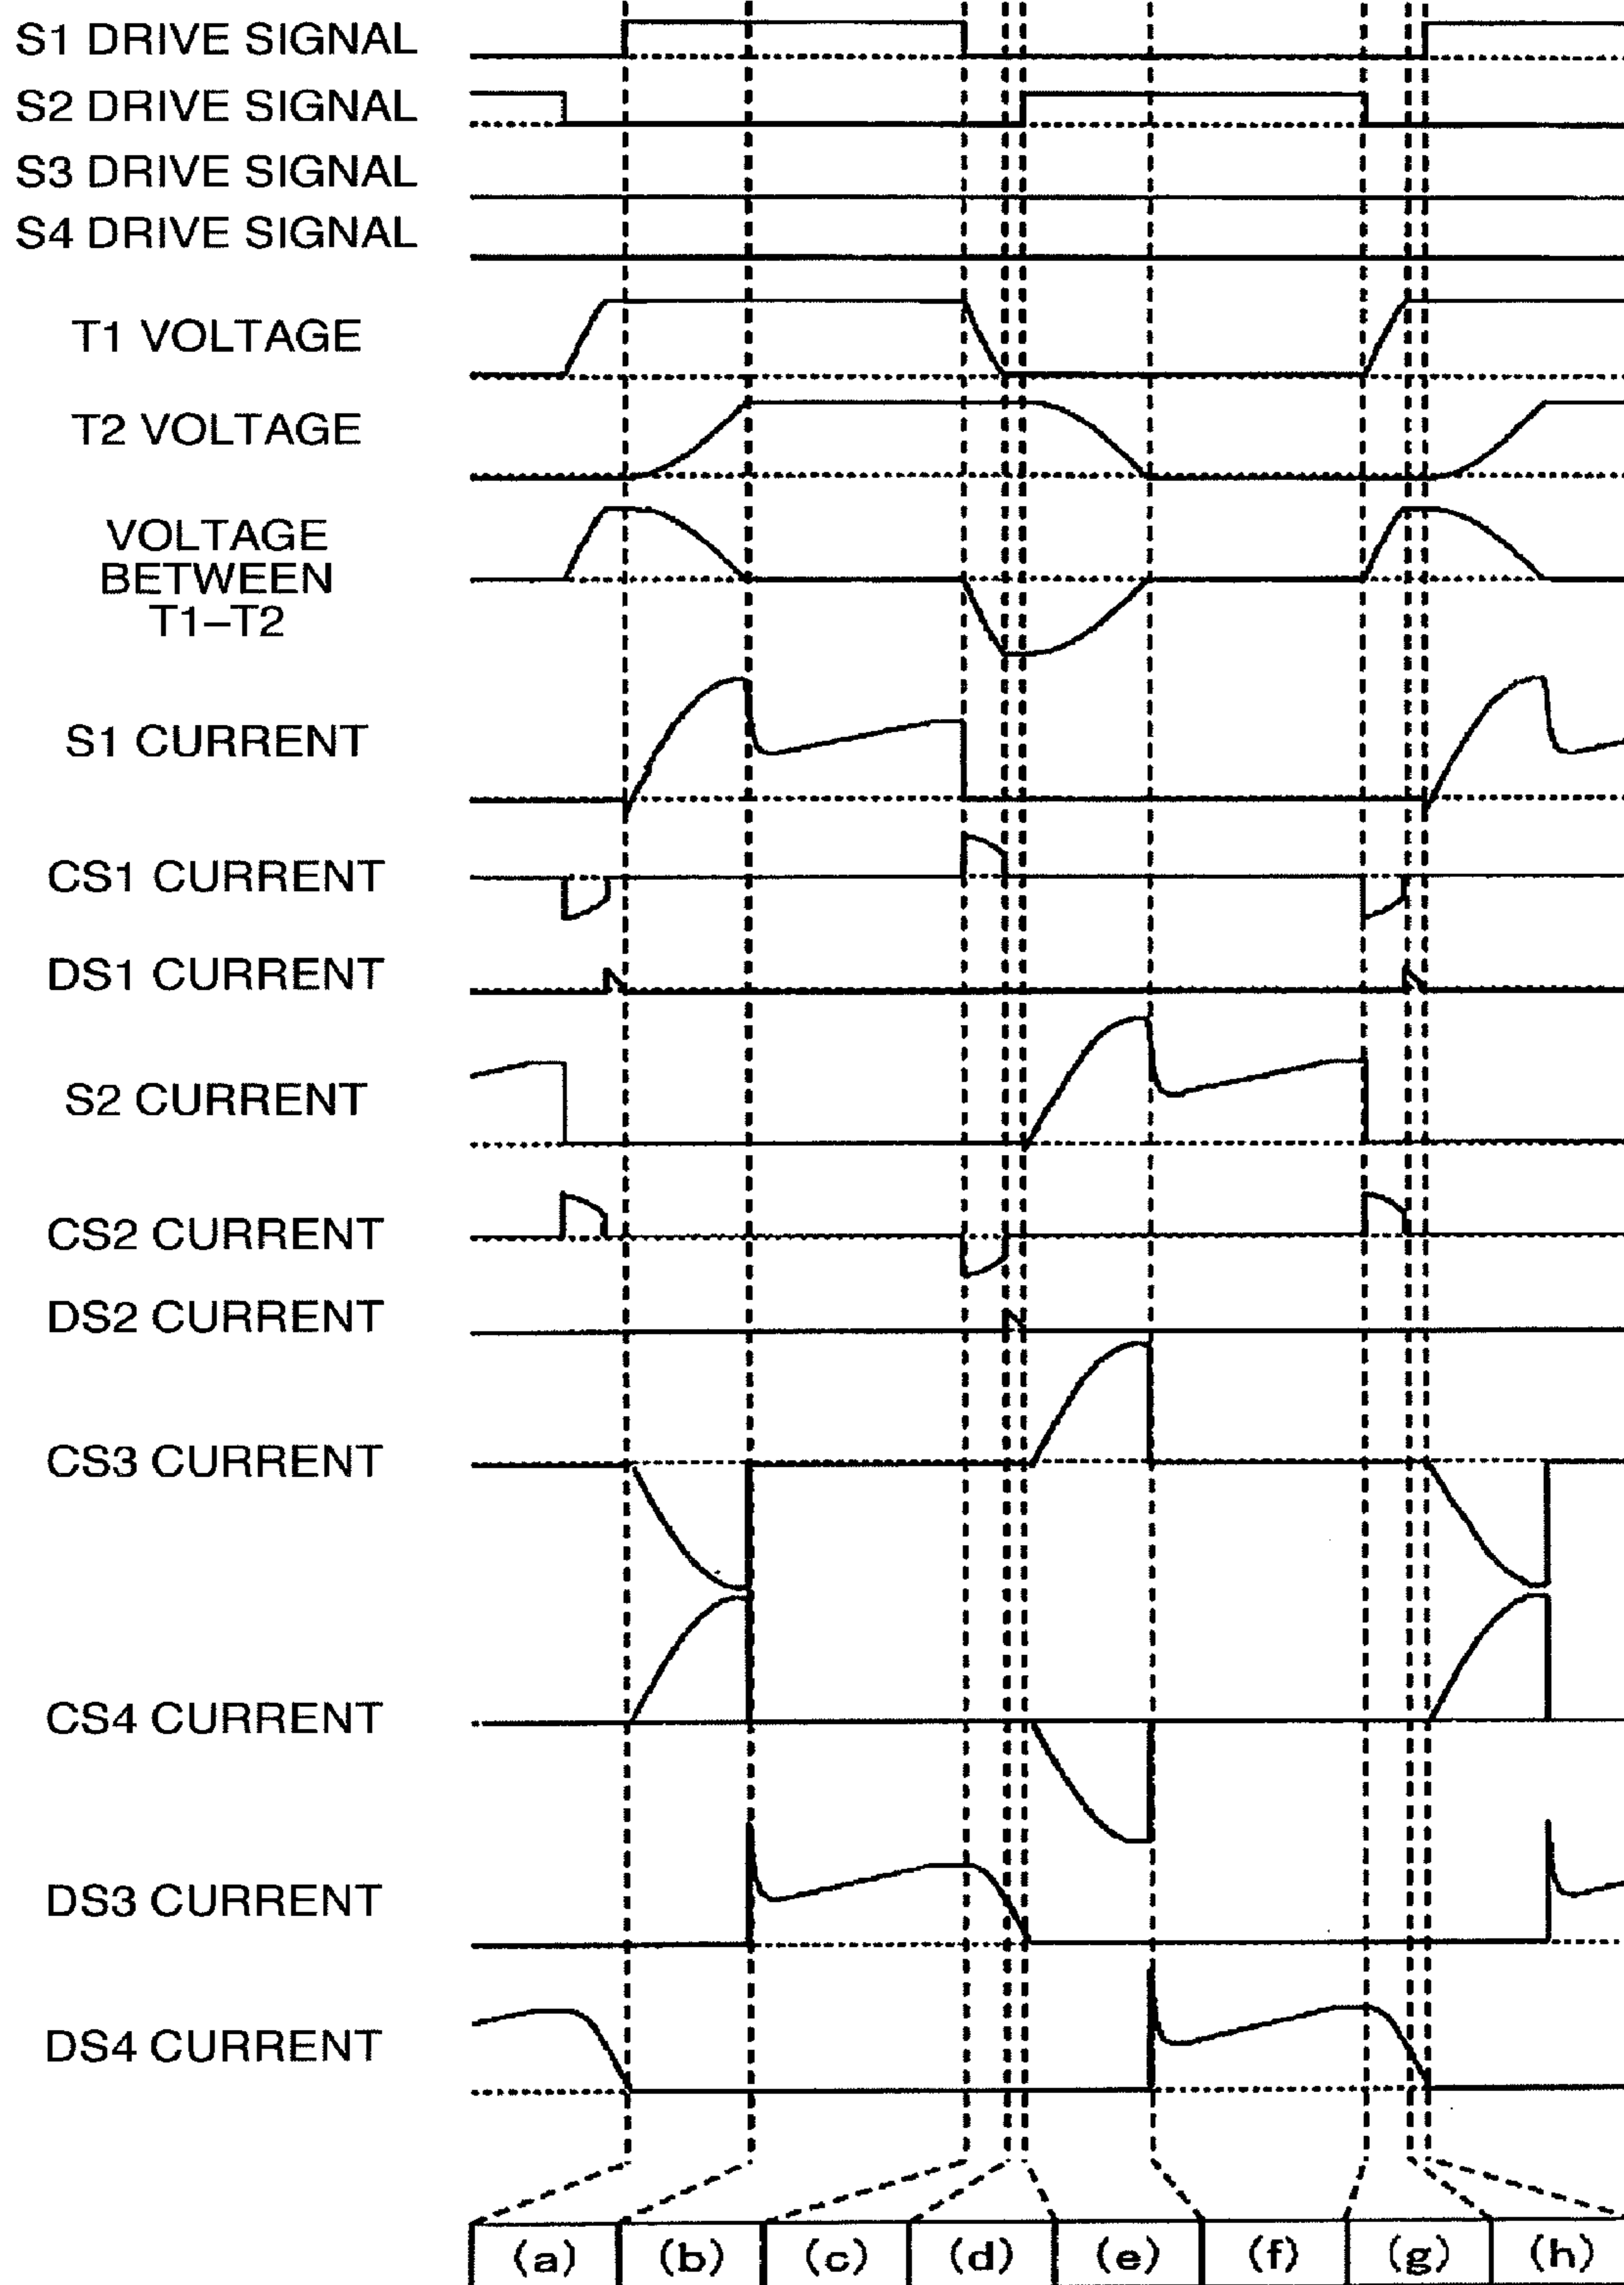 S1 DRIVE SIGNAL
S2 DRIVE SIGNAL
S3 DRIVE SIGNAL
S4 DRIVE SIGNAL
T1 VOLTAGE
T2 VOLTAGE
VOLTAGE
BETWEEN
T1–T2
S1 CURRENT
CS1 CURRENT
DS1 CURRENT
S2 CURRENT
CS2 CURRENT
DS2 CURRENT
CS3 CURRENT
CS4 CURRENT
DS3 CURRENT
DS4 CURRENT
(a) (b) (c) (d) (e) (f) (g) (h)